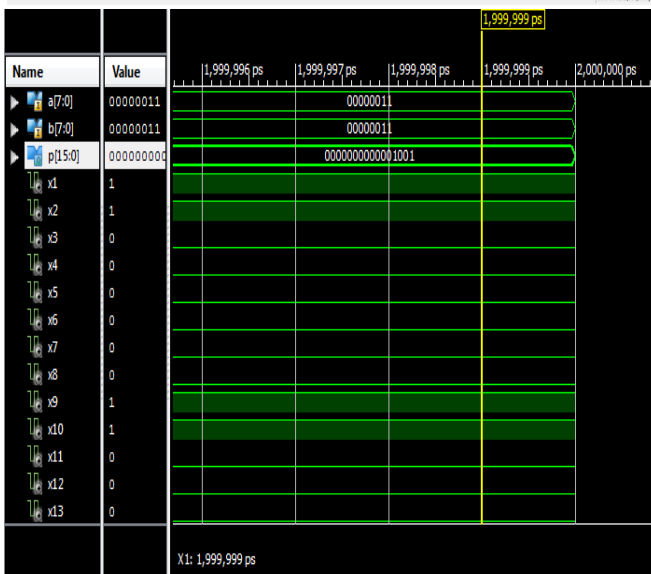 1,999,999 ps
Name Value 1,999,996 ps 1,999,997 ps 1,999,998 ps 1,999,999 ps 2,000,000 ps
a[7:0] 00000011 00000011
b[7:0] 00000011 00000011
p[15:0] 000000000 0000000000001001
x1 1
x2 1
x3 0
x4 0
x5 0
x6 0
x7 0
x8 0
x9 1
x10 1
x11 0
x12 0
x13 0
X1: 1,999,999 ps